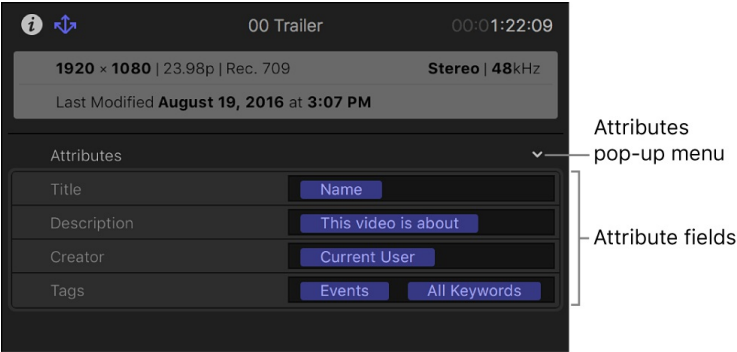 00 Trailer 00:01:22:09
1920 × 1080 | 23.98p | Rec. 709 Stereo | 48kHz
Last Modified August 19, 2016 at 3:07 PM
Attributes
Title Name
Description This video is about
Creator Current User
Tags Events All Keywords
Attributes
pop-up menu
Attribute fields